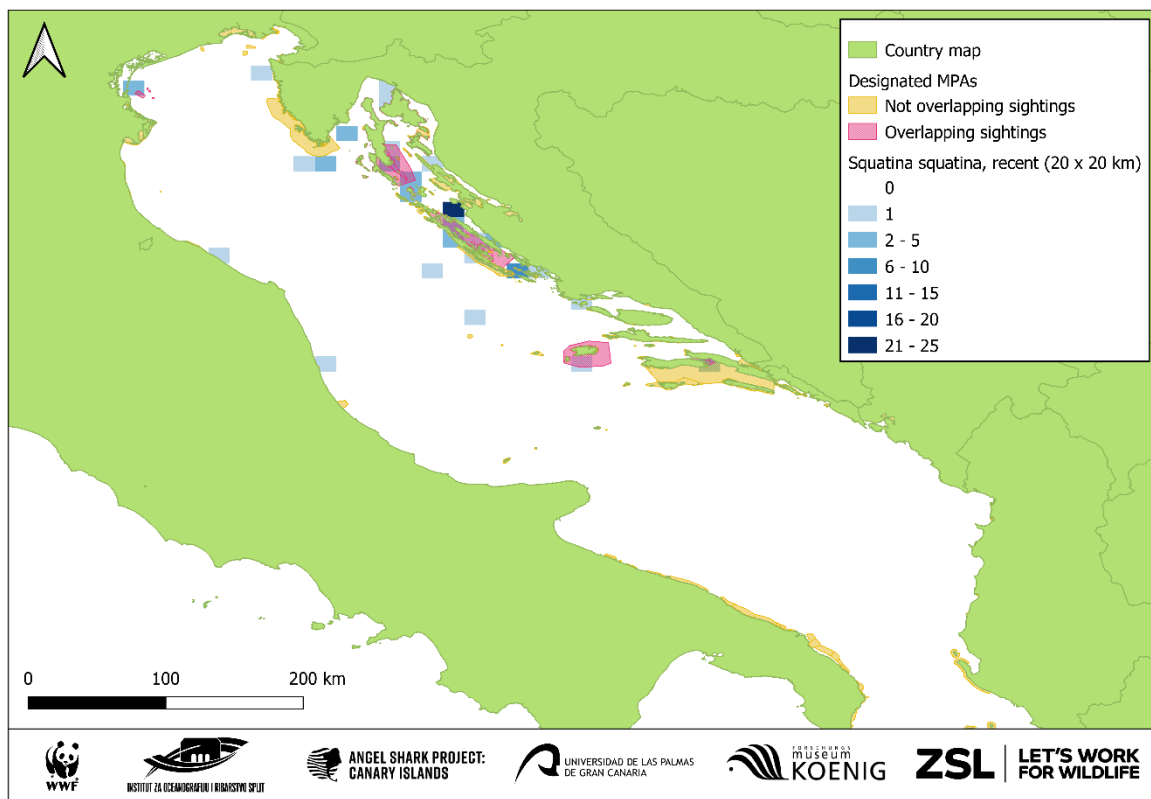 Country map
Designated MPAs
Not overlapping sightings
Overlapping sightings
Squatina squatina, recent (20 x 20 km)
0
1
2 - 5
6 - 10
11 - 15
16 - 20
21 - 25
0 100 200 km
WWF
INSTITUT ZA OCEANOGRAFIJU I RIBARSTVO SPLIT
ANGEL SHARK PROJECT:
CANARY ISLANDS
UNIVERSIDAD DE LAS PALMAS
DE GRAN CANARIA
FORSCHUNGS
museum
KOENIG
ZSL
LET'S WORK
FOR WILDLIFE